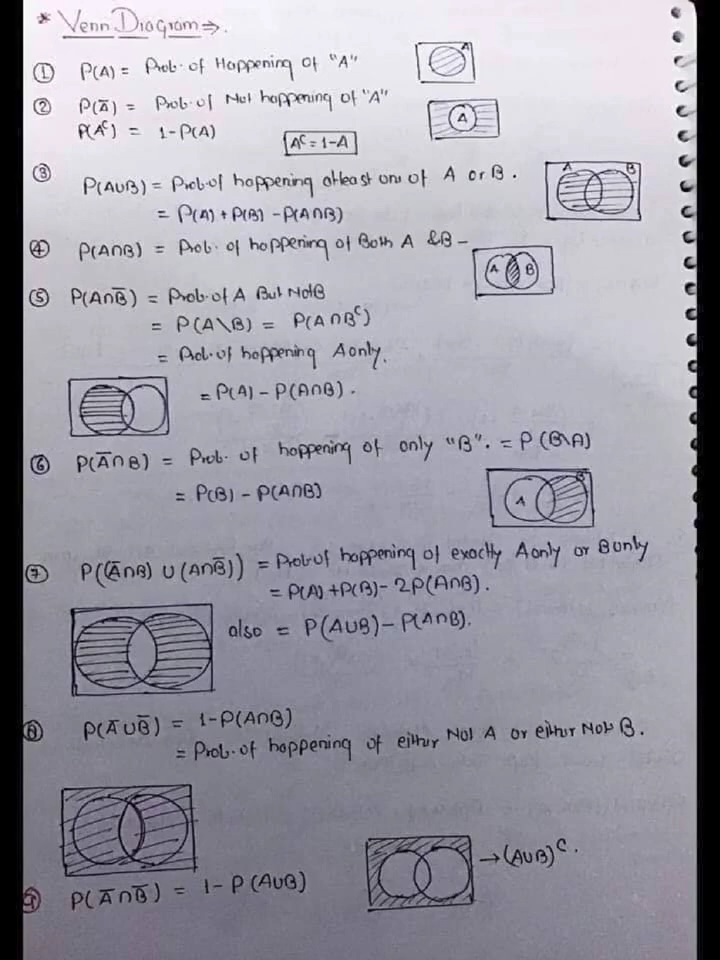 * Venn Diagram ⇒.
① P(A) = Prob. of Happening of "A"
A
② P(A̅) = Prob. of Not happening of "A"
P(Aᶜ) = 1-P(A)
Aᶜ = 1-A
A
③ P(A∪B) = Prob. of happening atleast one of A or B.
= P(A) + P(B) - P(A∩B)
A B
④ P(A∩B) = Prob. of happening of Both A & B -
A B
⑤ P(A∩B̅) = Prob. of A But Not B
= P(A\B) = P(A∩Bᶜ)
= Prob. of happening A only.
= P(A) - P(A∩B).
⑥ P(A̅∩B) = Prob. of happening of only "B". = P(B\A)
= P(B) - P(A∩B)
A B
⑦ P((A̅∩B) ∪ (A∩B̅)) = Prob. of happening of exactly A only or B only
= P(A) + P(B) - 2P(A∩B).
also = P(A∪B) - P(A∩B).
⑧ P(A̅∪B̅) = 1-P(A∩B)
= Prob. of happening of either Not A or either Not B.
⑨ P(A̅∩B̅) = 1-P(A∪B)
→ (A∪B)ᶜ.